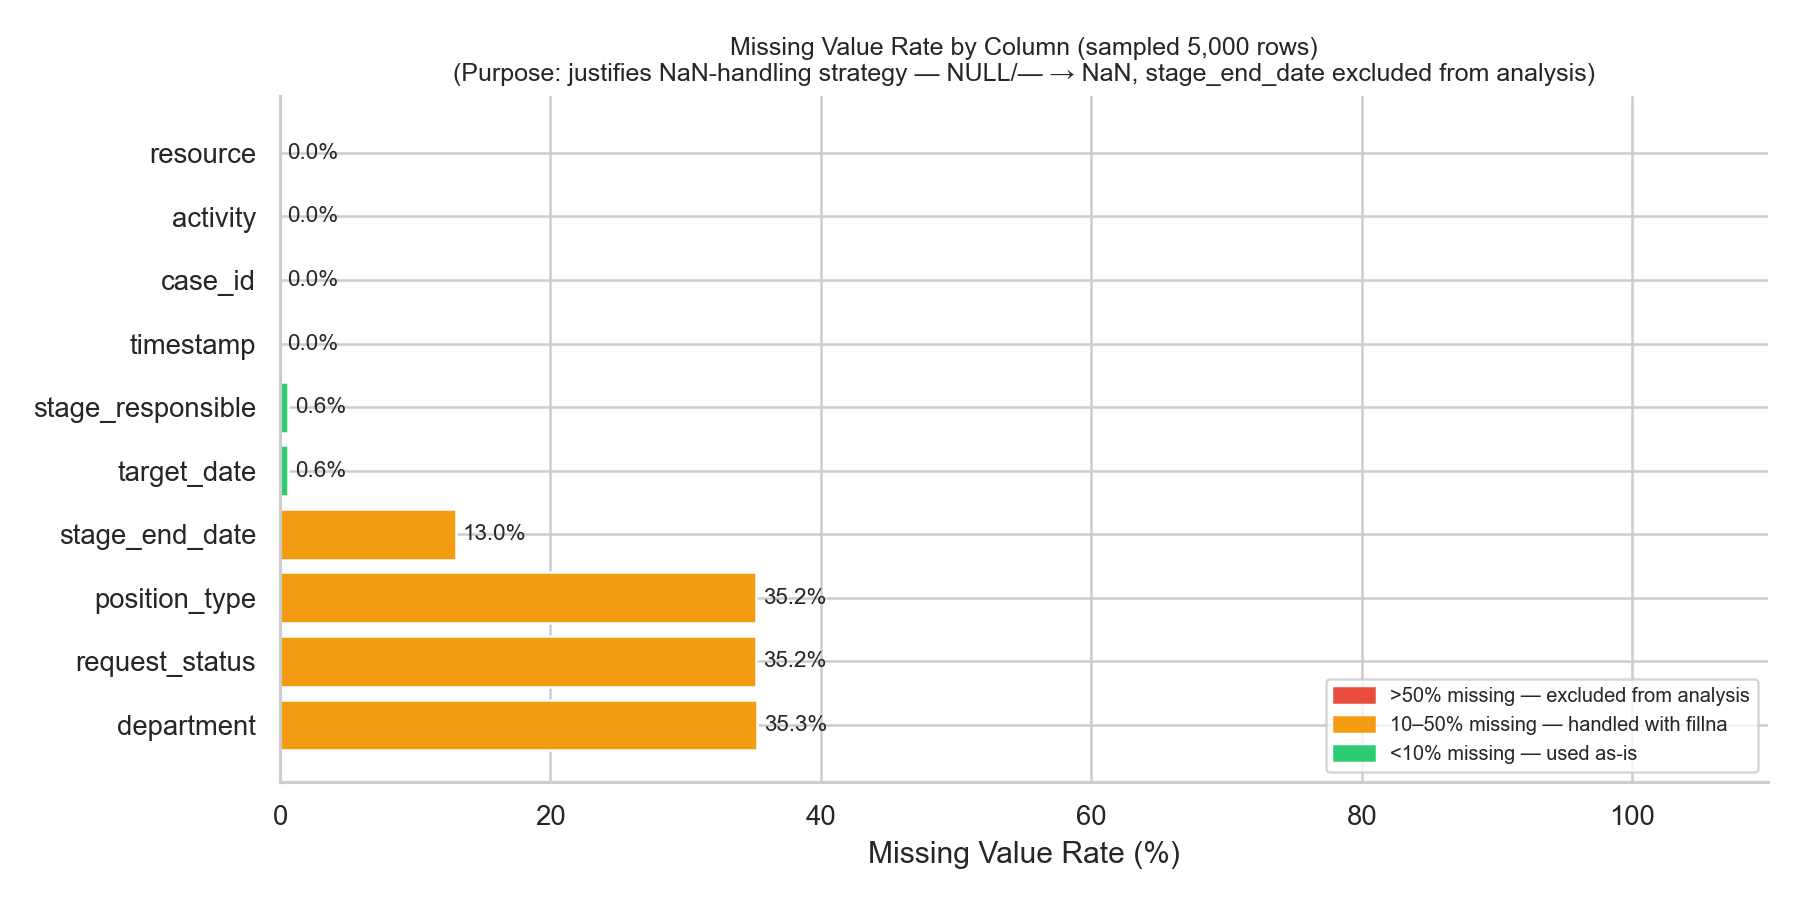 Missing Value Rate by Column (sampled 5,000 rows)
(Purpose: justifies NaN-handling strategy — NULL/— → NaN, stage_end_date excluded from analysis)
resource 0.0%
activity 0.0%
case_id 0.0%
timestamp 0.0%
stage_responsible 0.6%
target_date 0.6%
stage_end_date 13.0%
position_type 35.2%
request_status 35.2%
department 35.3%
>50% missing — excluded from analysis
10–50% missing — handled with fillna
<10% missing — used as-is
0 20 40 60 80 100
Missing Value Rate (%)